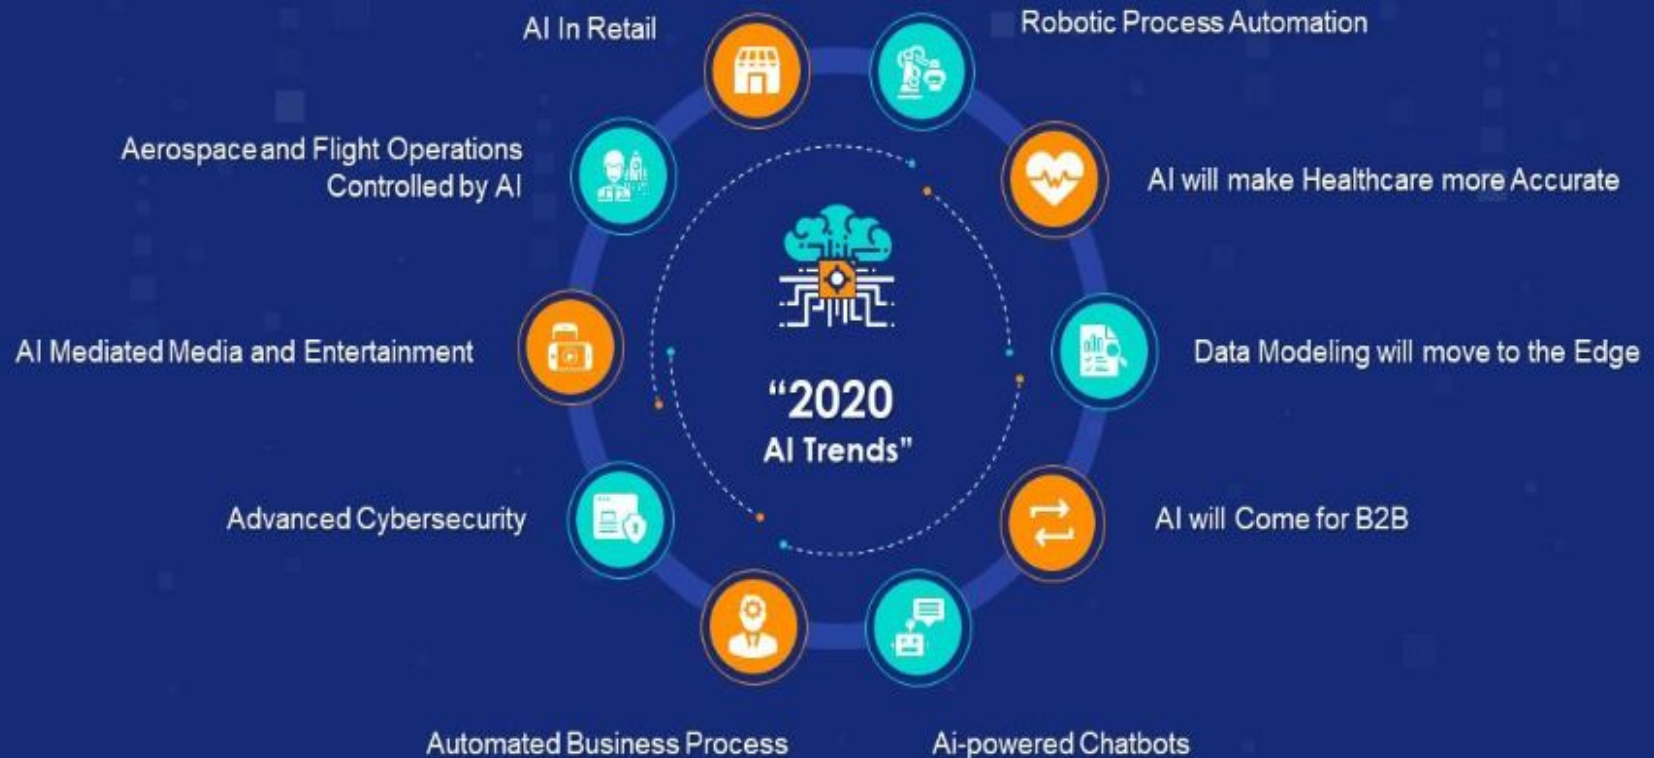 AI In Retail
Robotic Process Automation
Aerospace and Flight Operations
Controlled by AI
AI will make Healthcare more Accurate
AI Mediated Media and Entertainment
Data Modeling will move to the Edge
“2020
AI Trends”
Advanced Cybersecurity
AI will Come for B2B
Automated Business Process
Ai-powered Chatbots